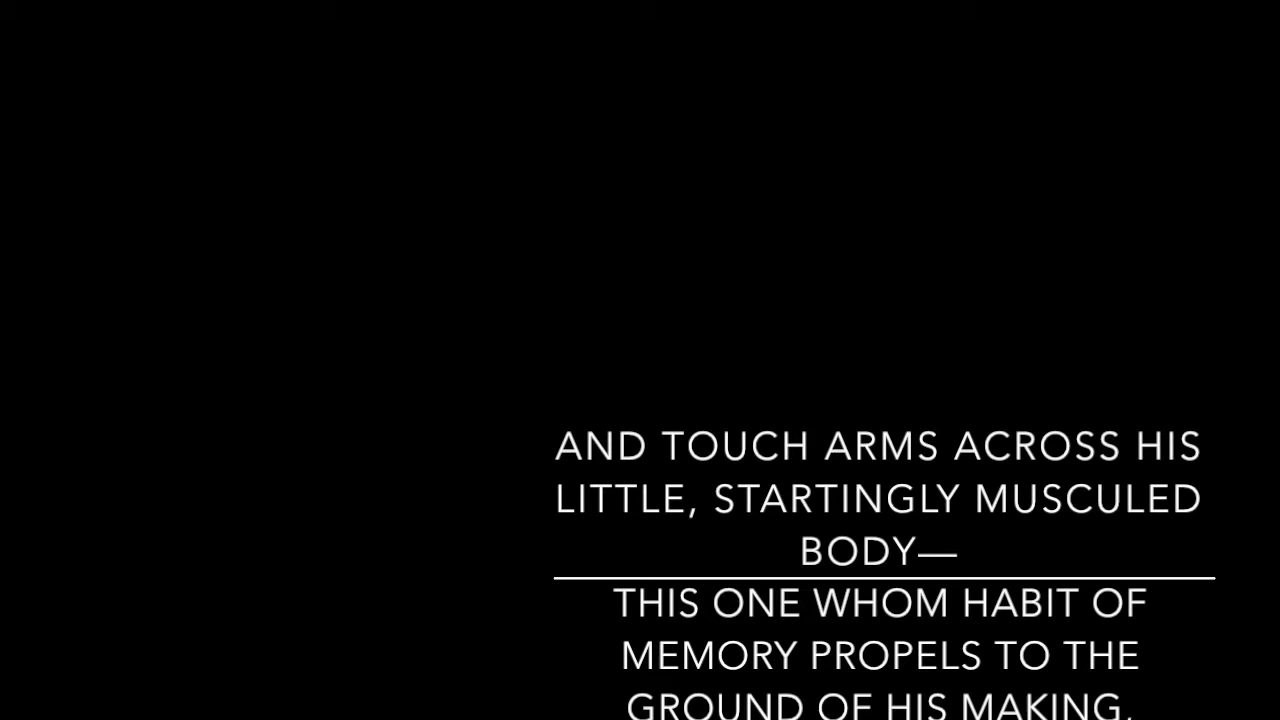 AND TOUCH ARMS ACROSS HIS
LITTLE, STARTINGLY MUSCULED
BODY—
THIS ONE WHOM HABIT OF
MEMORY PROPELS TO THE
GROUND OF HIS MAKING,